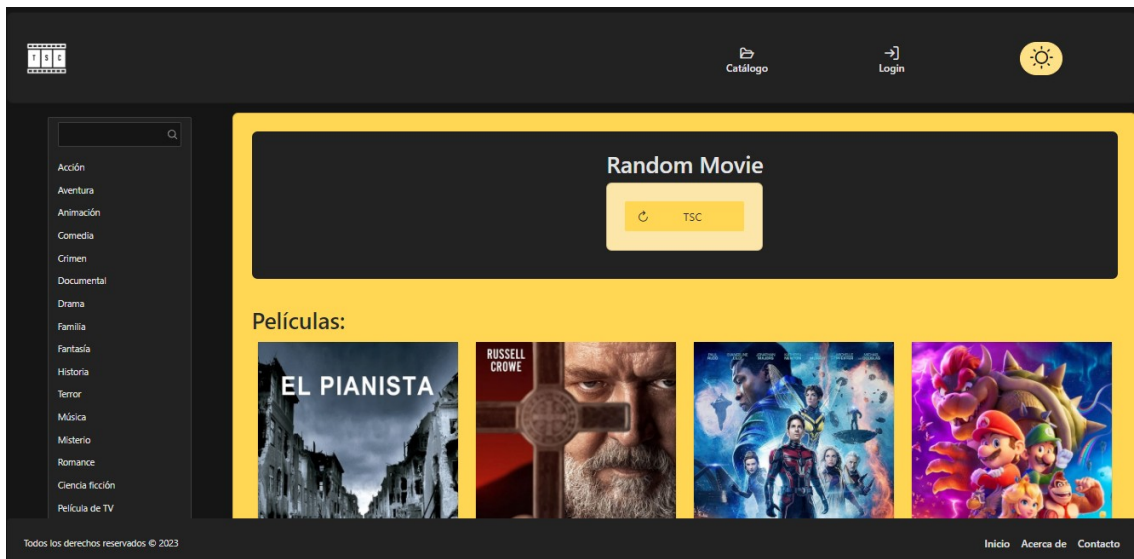 T S C
Catálogo
Login
Acción
Aventura
Animación
Comedia
Crimen
Documental
Drama
Familia
Fantasía
Historia
Terror
Música
Misterio
Romance
Ciencia ficción
Película de TV
Random Movie
TSC
Películas:
EL PIANISTA
RUSSELL
CROWE
Todos los derechos reservados © 2023
Inicio Acerca de Contacto